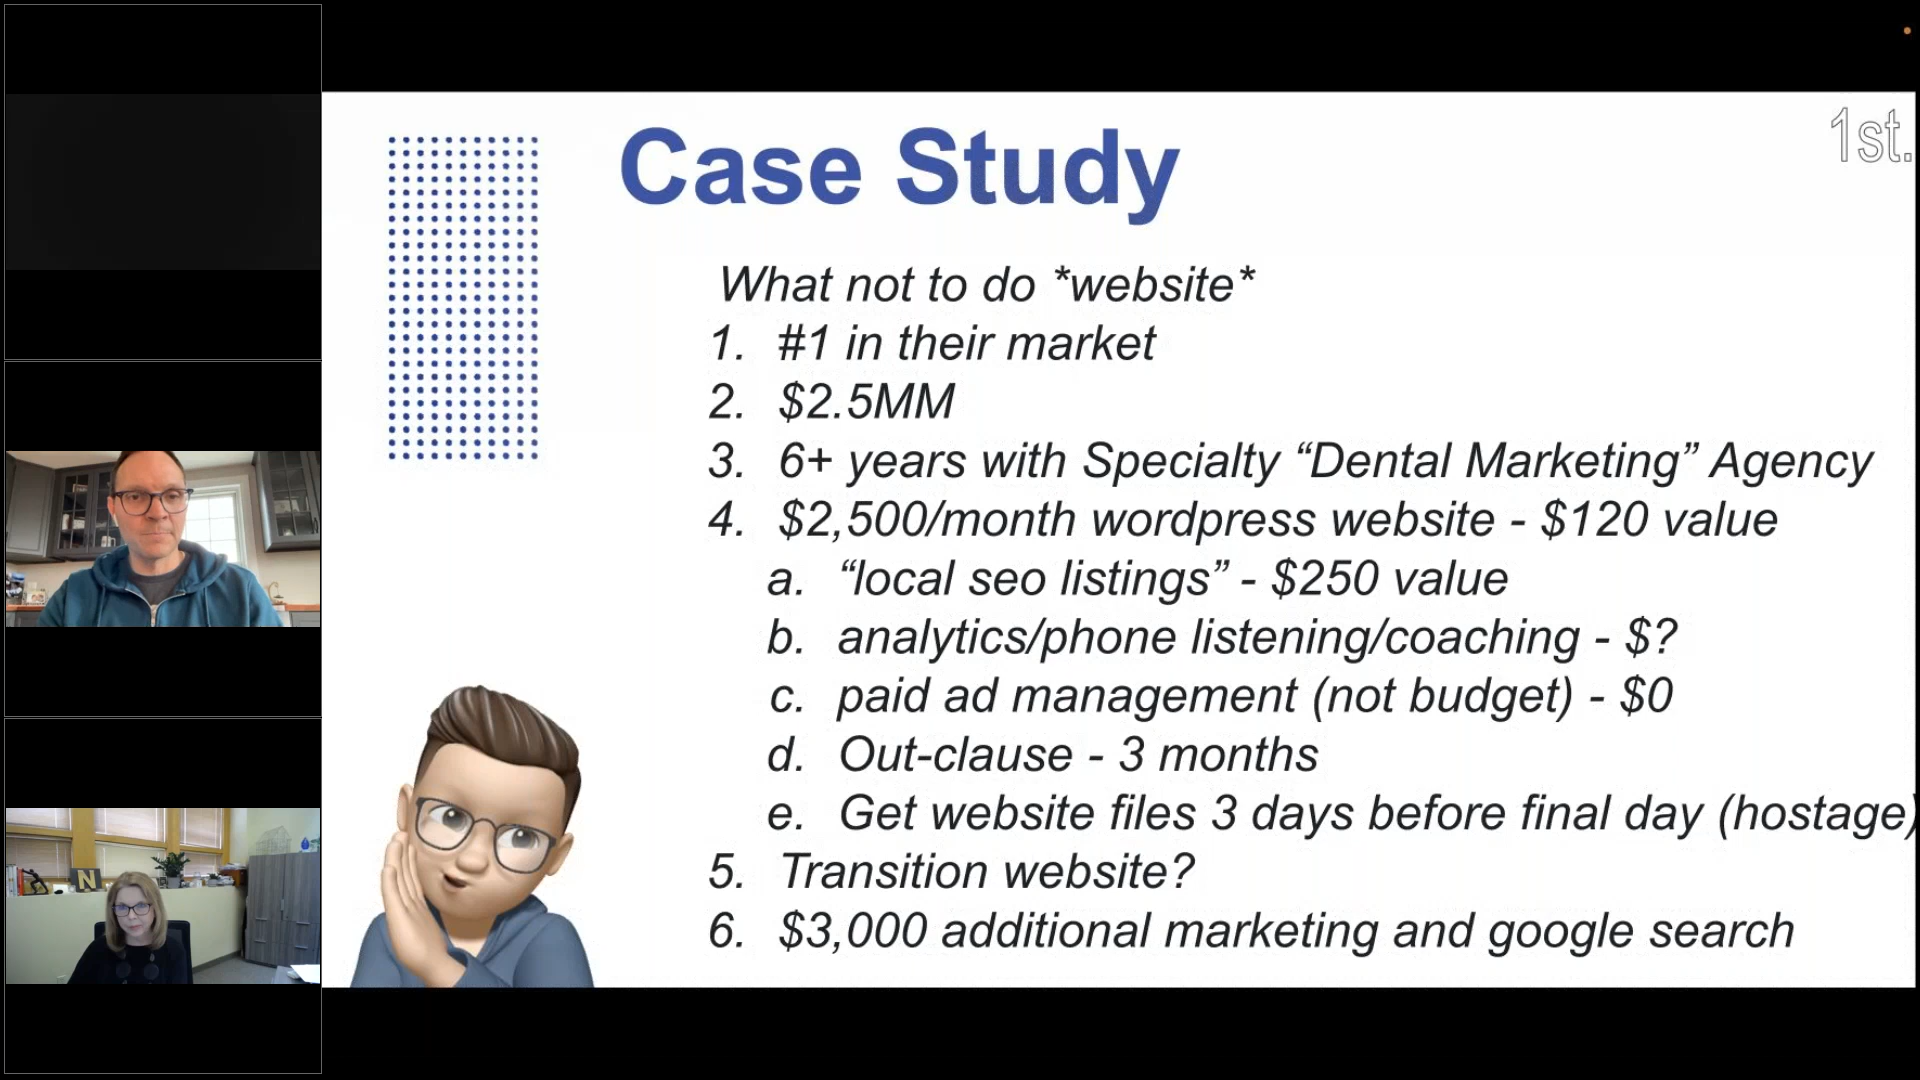 Case Study
1st.
What not to do *website*
1. #1 in their market
2. $2.5MM
3. 6+ years with Specialty “Dental Marketing” Agency
4. $2,500/month wordpress website - $120 value
a. “local seo listings” - $250 value
b. analytics/phone listening/coaching - $?
c. paid ad management (not budget) - $0
d. Out-clause - 3 months
e. Get website files 3 days before final day (hostage)
5. Transition website?
6. $3,000 additional marketing and google search
N